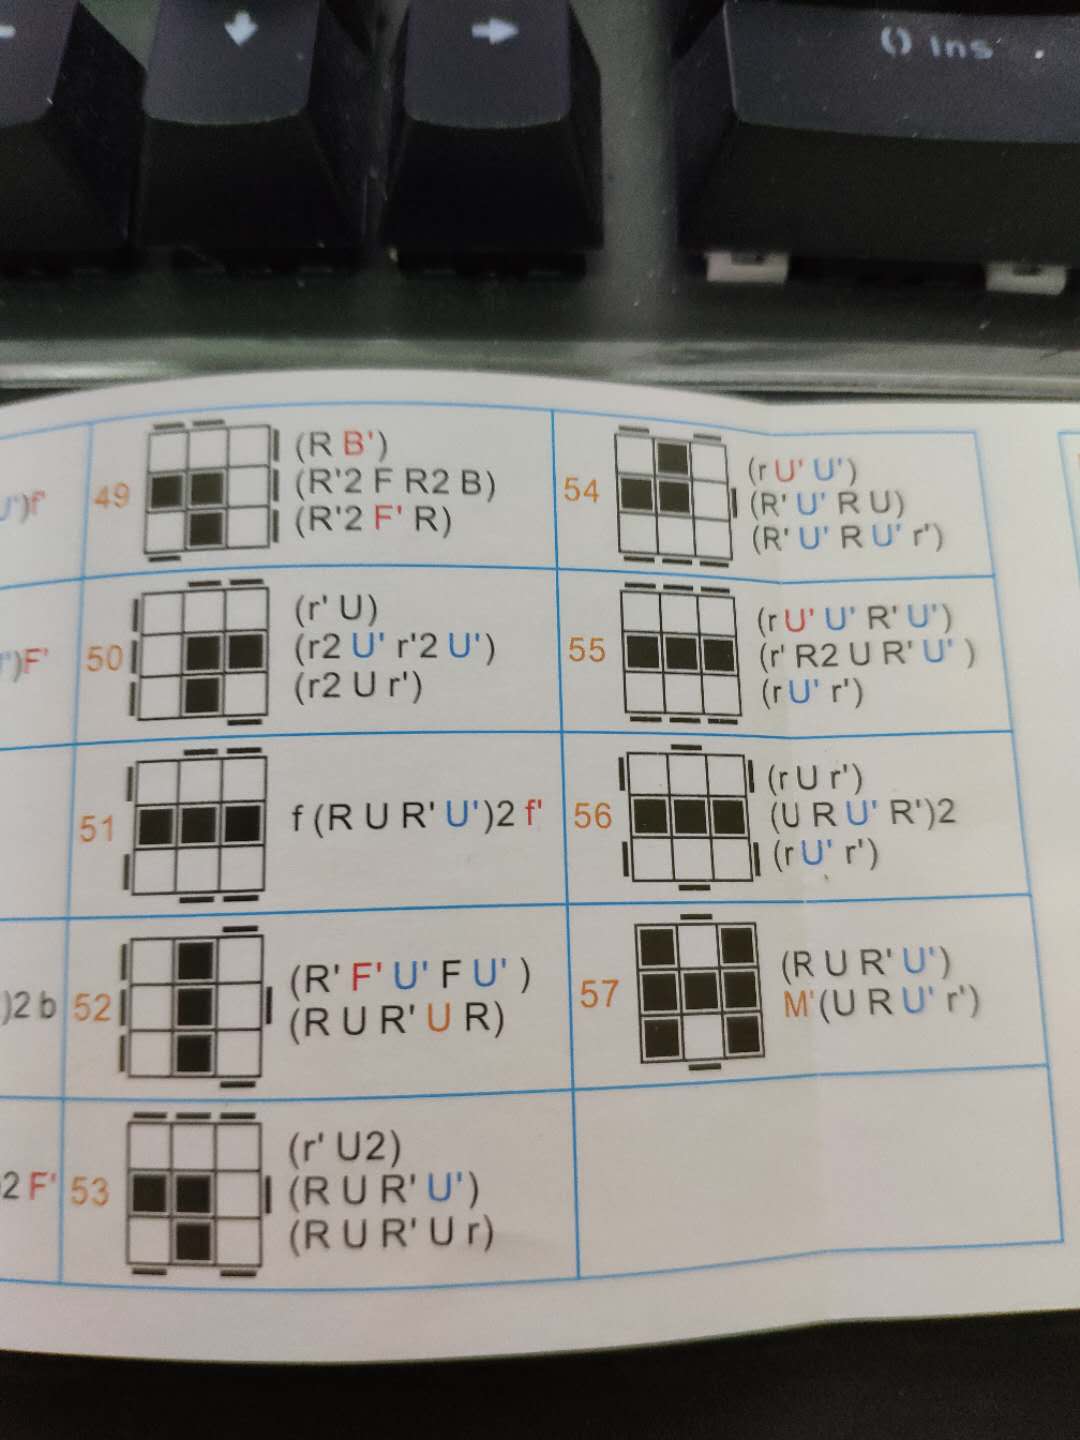 () Ins
')f'
49
(R B')
(R'2 F R2 B)
(R'2 F' R)
54
(r U' U')
(R' U' R U)
(R' U' R U' r')
')F'
50
(r' U)
(r2 U' r'2 U')
(r2 U r')
55
(r U' U' R' U')
(r' R2 U R' U' )
(r U' r')
51
f (R U R' U')2 f'
56
(r U r')
(U R U' R')2
(r U' r')
)2 b
52
(R' F' U' F U' )
(R U R' U R)
57
(R U R' U')
M'(U R U' r')
2 F'
53
(r' U2)
(R U R' U')
(R U R' U r)